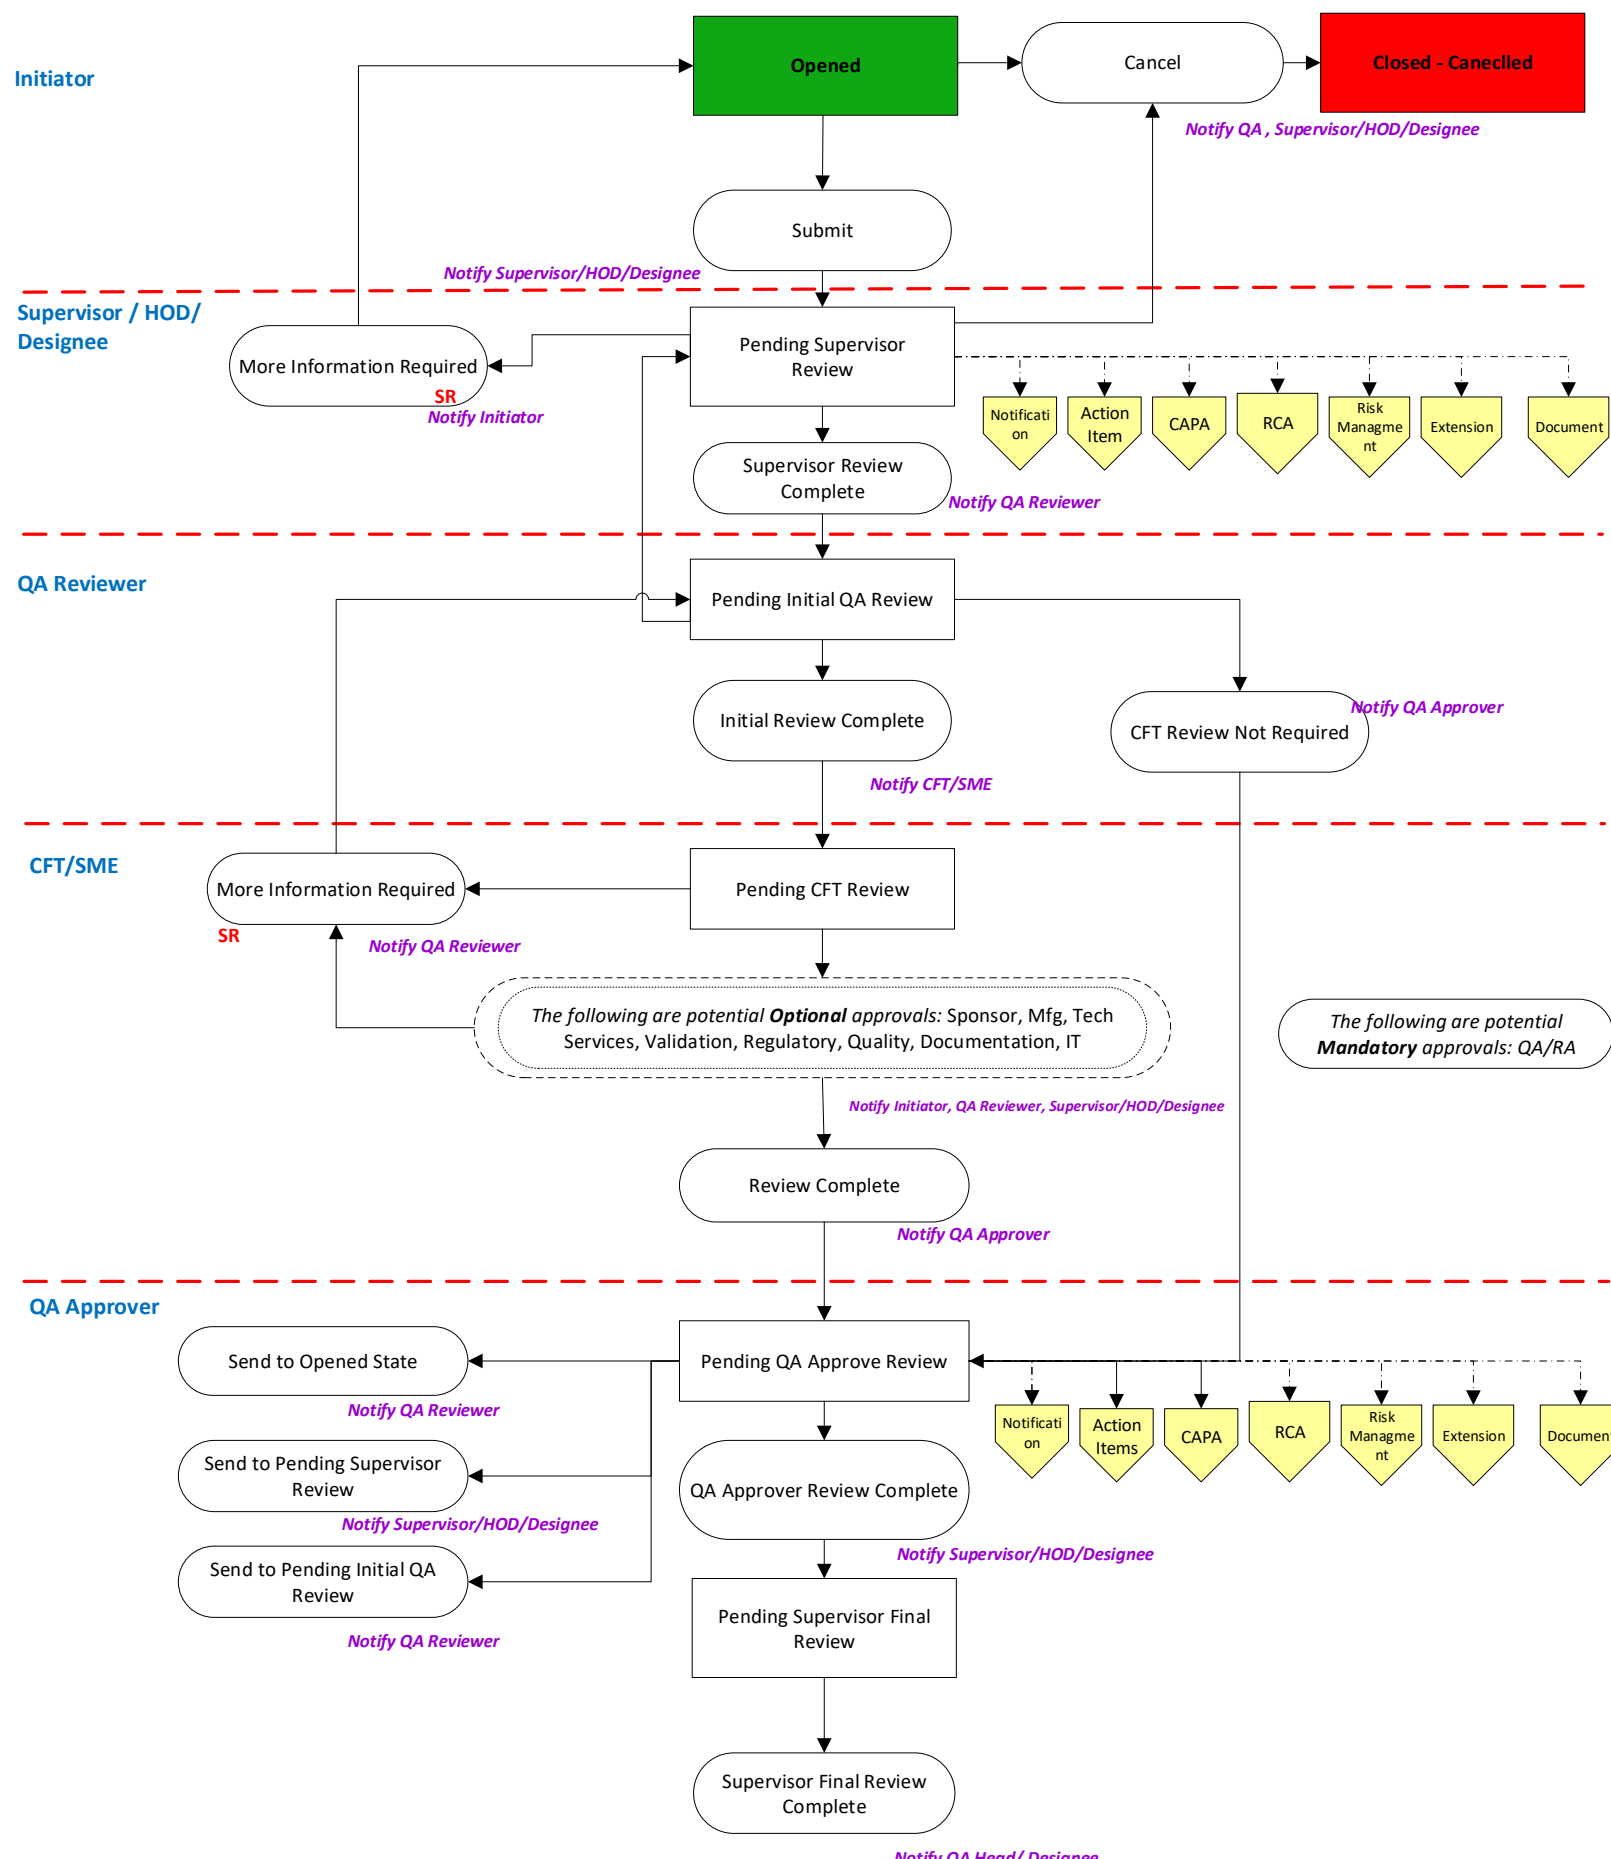 Initiator
Opened
Cancel
Closed - Caneclled
Notify QA , Supervisor/HOD/Designee
Submit
Notify Supervisor/HOD/Designee
Supervisor / HOD/
Designee
More Information Required
SR
Notify Initiator
Pending Supervisor
Review
Notificati
on
Action
Item
CAPA
RCA
Risk
Managme
nt
Extension
Document
Supervisor Review
Complete
Notify QA Reviewer
QA Reviewer
Pending Initial QA Review
Initial Review Complete
Notify QA Approver
CFT Review Not Required
Notify CFT/SME
CFT/SME
More Information Required
SR
Notify QA Reviewer
Pending CFT Review
The following are potential Optional approvals: Sponsor, Mfg, Tech
Services, Validation, Regulatory, Quality, Documentation, IT
The following are potential
Mandatory approvals: QA/RA
Notify Initiator, QA Reviewer, Supervisor/HOD/Designee
Review Complete
Notify QA Approver
QA Approver
Send to Opened State
Notify QA Reviewer
Pending QA Approve Review
Notificati
on
Action
Items
CAPA
RCA
Risk
Managme
nt
Extension
Document
Send to Pending Supervisor
Review
Notify Supervisor/HOD/Designee
QA Approver Review Complete
Notify Supervisor/HOD/Designee
Send to Pending Initial QA
Review
Notify QA Reviewer
Pending Supervisor Final
Review
Supervisor Final Review
Complete
Notify QA Head/ Designee